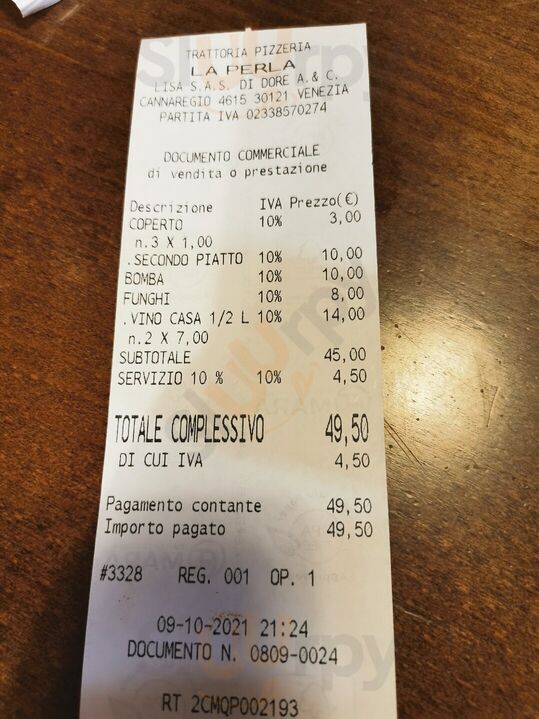 TRATTORIA PIZZERIA
LA PERLA
LISA S.A.S. DI DORE A.& C.
CANNAREGIO 4615 30121 VENEZIA
PARTITA IVA 02338570274
DOCUMENTO COMMERCIALE
di vendita o prestazione
Descrizione IVA Prezzo(€)
COPERTO 10% 3,00
n.3 X 1,00
.SECONDO PIATTO 10% 10,00
BOMBA 10% 10,00
FUNGHI 10% 8,00
.VINO CASA 1/2 L 10% 14,00
n.2 X 7,00
SUBTOTALE 45,00
SERVIZIO 10 % 10% 4,50
TOTALE COMPLESSIVO 49,50
DI CUI IVA 4,50
Pagamento contante 49,50
Importo pagato 49,50
#3328 REG. 001 OP. 1
09-10-2021 21:24
DOCUMENTO N. 0809-0024
RT 2CMQP002193